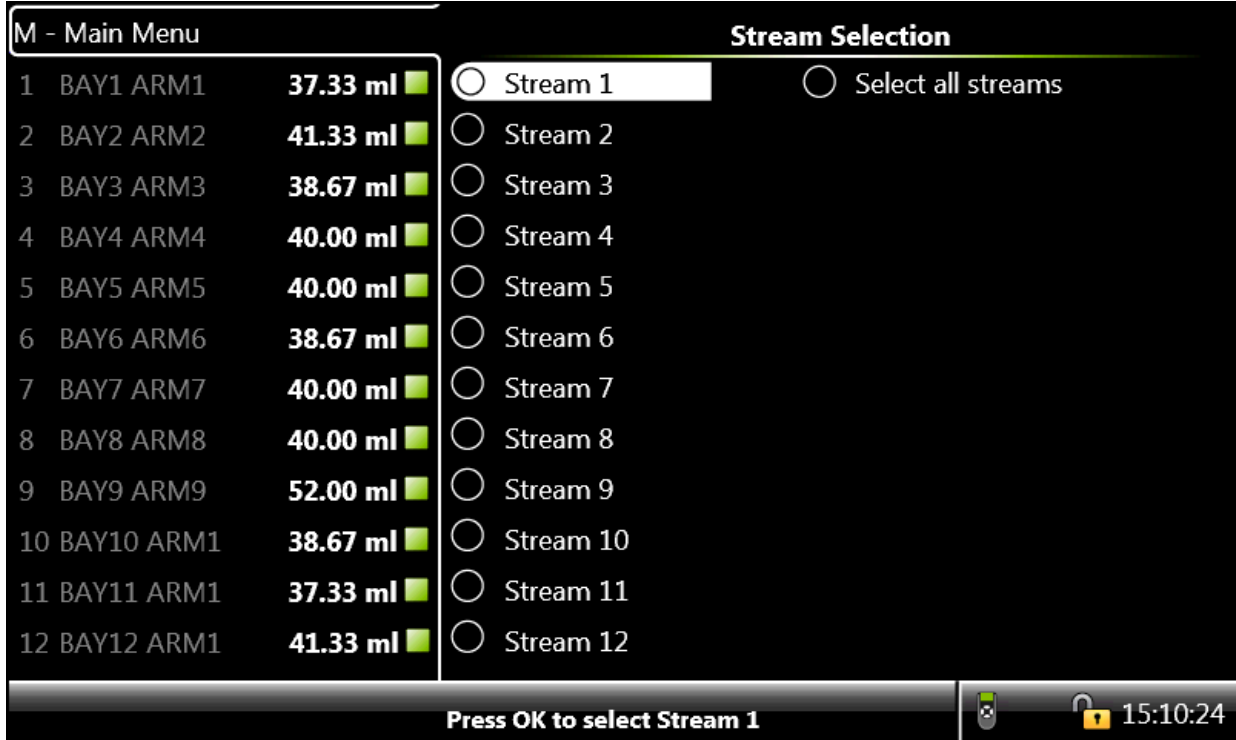 M - Main Menu
Stream Selection
1 BAY1 ARM1 37.33 ml Stream 1 Select all streams
2 BAY2 ARM2 41.33 ml Stream 2
3 BAY3 ARM3 38.67 ml Stream 3
4 BAY4 ARM4 40.00 ml Stream 4
5 BAY5 ARM5 40.00 ml Stream 5
6 BAY6 ARM6 38.67 ml Stream 6
7 BAY7 ARM7 40.00 ml Stream 7
8 BAY8 ARM8 40.00 ml Stream 8
9 BAY9 ARM9 52.00 ml Stream 9
10 BAY10 ARM1 38.67 ml Stream 10
11 BAY11 ARM1 37.33 ml Stream 11
12 BAY12 ARM1 41.33 ml Stream 12
Press OK to select Stream 1 15:10:24